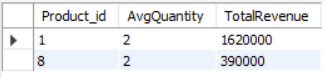 Product_id AvgQuantity TotalRevenue
1 2 1620000
8 2 390000